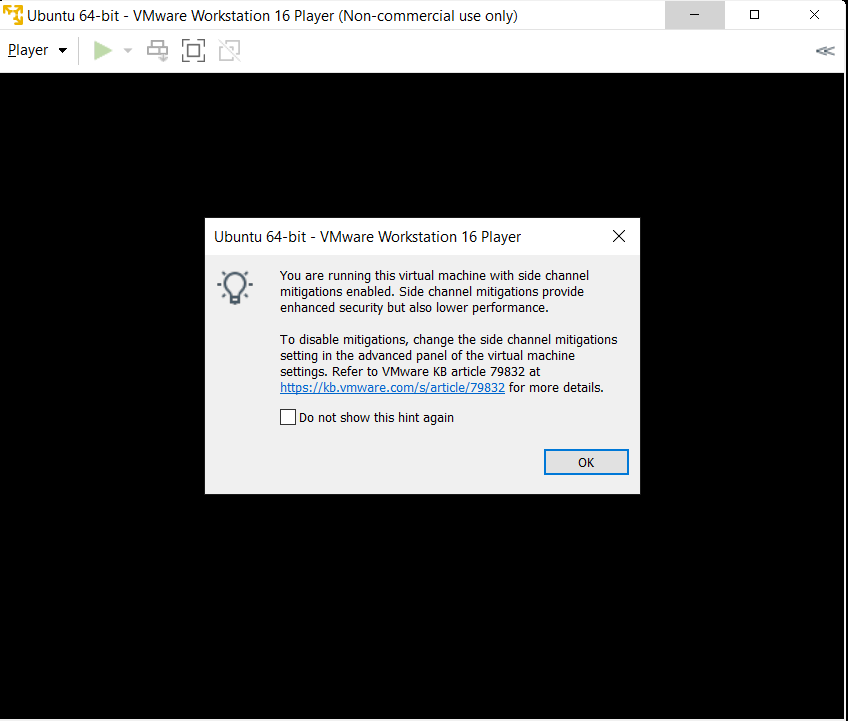 Ubuntu 64-bit - VMware Workstation 16 Player (Non-commercial use only)
Player
Ubuntu 64-bit - VMware Workstation 16 Player
You are running this virtual machine with side channel
mitigations enabled. Side channel mitigations provide
enhanced security but also lower performance.
To disable mitigations, change the side channel mitigations
setting in the advanced panel of the virtual machine
settings. Refer to VMware KB article 79832 at
https://kb.vmware.com/s/article/79832 for more details.
Do not show this hint again
OK